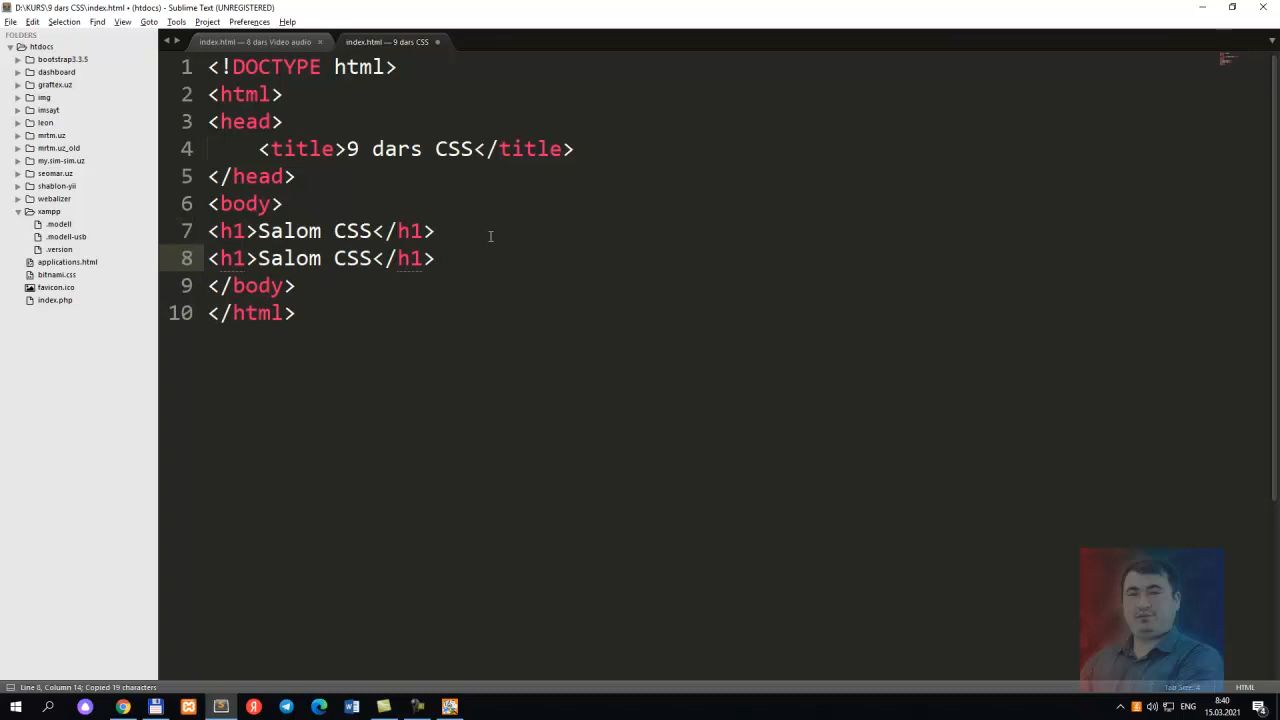 D:\KURS\9 dars CSS\index.html • (htdocs) - Sublime Text (UNREGISTERED)
File Edit Selection Find View Goto Tools Project Preferences Help
FOLDERS
htdocs
bootstrap3.3.5
dashboard
graftex.uz
img
imsayt
leon
mrtm.uz
mrtm.uz_old
my.sim-sim.uz
seomar.uz
shablon-yii
webalizer
xampp
.modell
.modell-usb
.version
applications.html
bitnami.css
favicon.ico
index.php
index.html — 8 dars Video audio
index.html — 9 dars CSS
1 <!DOCTYPE html>
2 <html>
3 <head>
4 <title>9 dars CSS</title>
5 </head>
6 <body>
7 <h1>Salom CSS</h1>
8 <h1>Salom CSS</h1>
9 </body>
10 </html>
Line 8, Column 14; Copied 19 characters
Tab Size: 4
HTML
ENG
8:40
15.03.2021